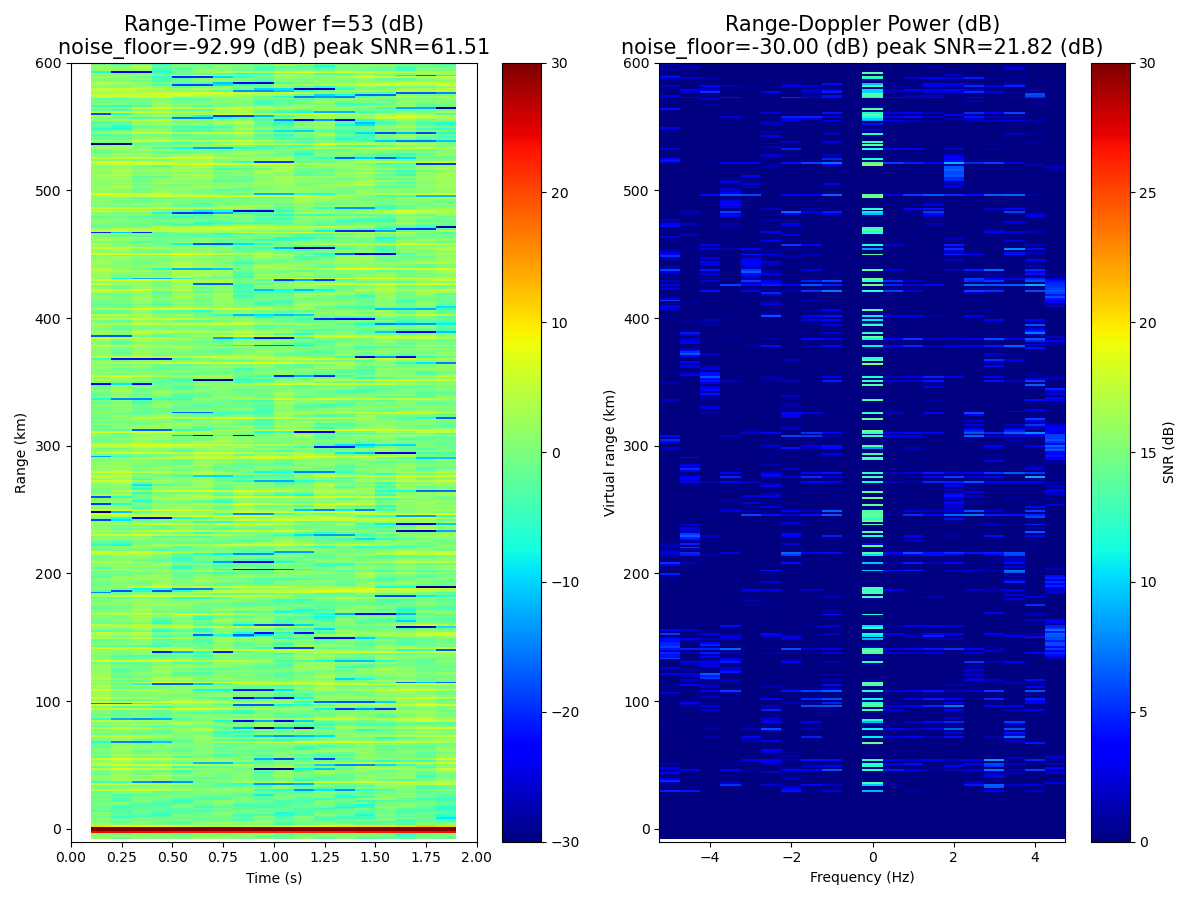 Range-Time Power f=53 (dB)
noise_floor=-92.99 (dB) peak SNR=61.51
Range-Doppler Power (dB)
noise_floor=-30.00 (dB) peak SNR=21.82 (dB)
600
500
400
300
200
100
0
Range (km)
0.00 0.25 0.50 0.75 1.00 1.25 1.50 1.75 2.00
Time (s)
30
20
10
0
−10
−20
−30
600
500
400
300
200
100
0
Virtual range (km)
−4 −2 0 2 4
Frequency (Hz)
30
25
20
15
10
5
0
SNR (dB)